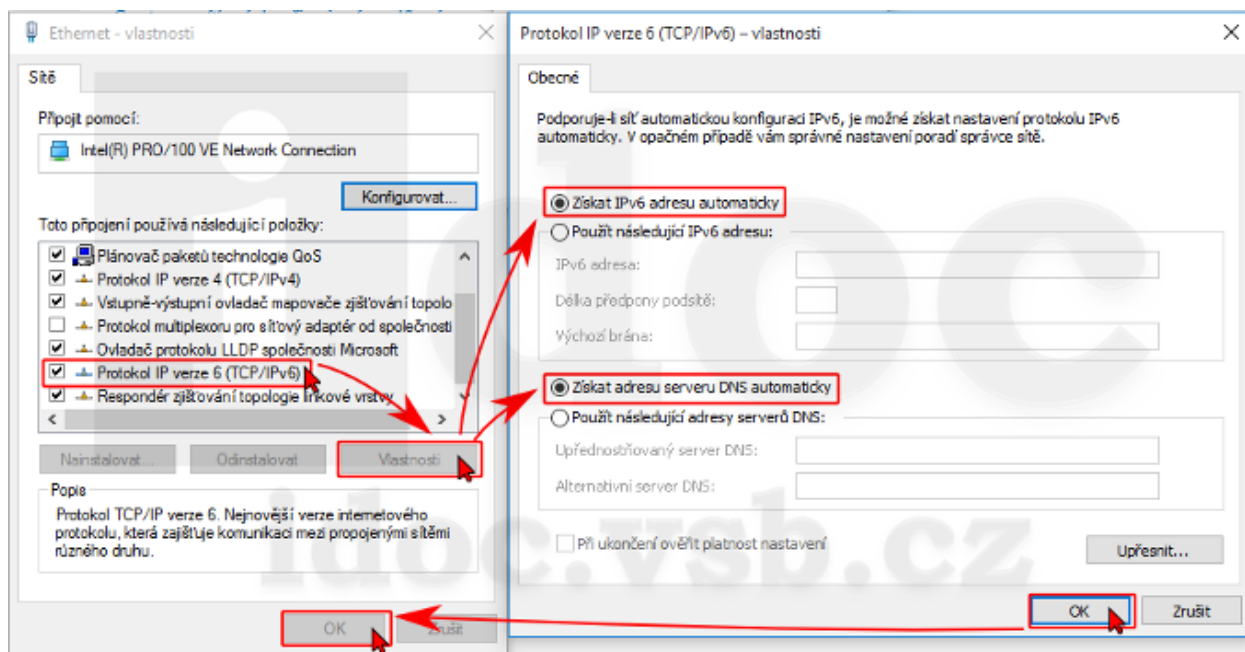 Ethernet - vlastnosti
Sítě
Připojit pomocí:
Intel(R) PRO/100 VE Network Connection
Konfigurovat...
Toto připojení používá následující položky:
Plánovač paketů technologie QoS
Protokol IP verze 4 (TCP/IPv4)
Vstupně-výstupní ovladač mapovače zjišťování topolo
Protokol multiplexoru pro síťový adaptér od společnosti
Ovladač protokolu LLDP společnosti Microsoft
Protokol IP verze 6 (TCP/IPv6)
Respondér zjišťování topologie linkové vrstvy
Nainstalovat...
Odinstalovat
Vlastnosti
Popis
Protokol TCP/IP verze 6. Nejnovější verze internetového
protokolu, která zajišťuje komunikaci mezi propojenými sítěmi
různého druhu.
OK
Zrušit
Protokol IP verze 6 (TCP/IPv6) – vlastnosti
Obecné
Podporuje-li síť automatickou konfiguraci IPv6, je možné získat nastavení protokolu IPv6
automaticky. V opačném případě vám správné nastavení poradí správce sítě.
Získat IPv6 adresu automaticky
Použít následující IPv6 adresu:
IPv6 adresa:
Délka předpony podsítě:
Výchozí brána:
Získat adresu serveru DNS automaticky
Použít následující adresy serverů DNS:
Upřednostňovaný server DNS:
Alternativní server DNS:
Při ukončení ověřit platnost nastavení
Upřesnit...
OK
Zrušit
idoc
idoc.vsb.cz